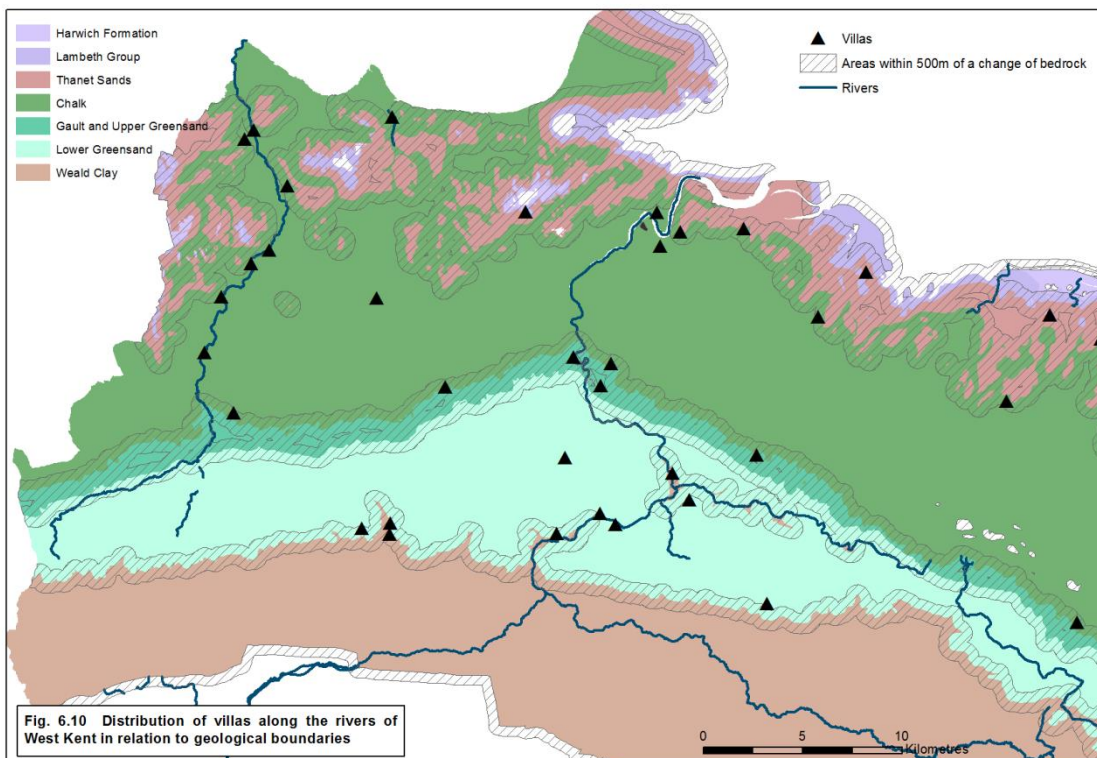 Harwich Formation
Lambeth Group
Thanet Sands
Chalk
Gault and Upper Greensand
Lower Greensand
Weald Clay
Villas
Areas within 500m of a change of bedrock
Rivers
Fig. 6.10 Distribution of villas along the rivers of
West Kent in relation to geological boundaries
0 5 10
Kilometres